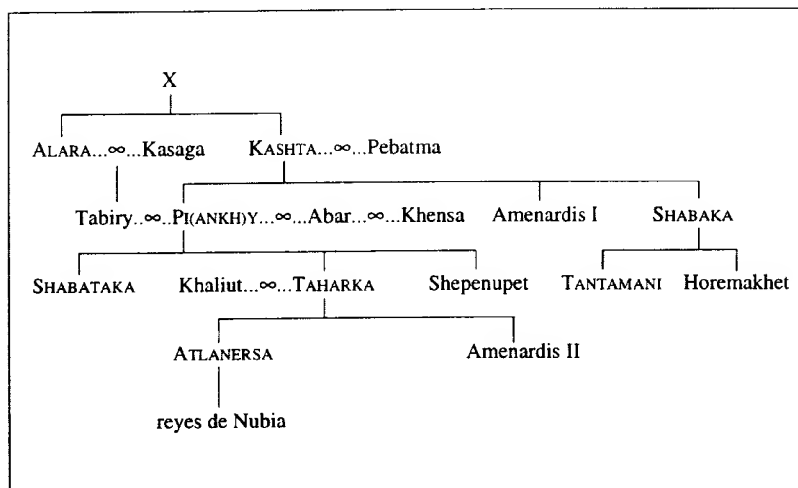 X
ALARA...∞...Kasaga KASHTA...∞...Pebatma
Tabiry..∞..PI(ANKH)Y...∞...Abar...∞...Khensa Amenardis I SHABAKA
SHABATAKA Khaliut...∞...TAHARKA Shepenupet TANTAMANI Horemakhet
ATLANERSA Amenardis II
reyes de Nubia